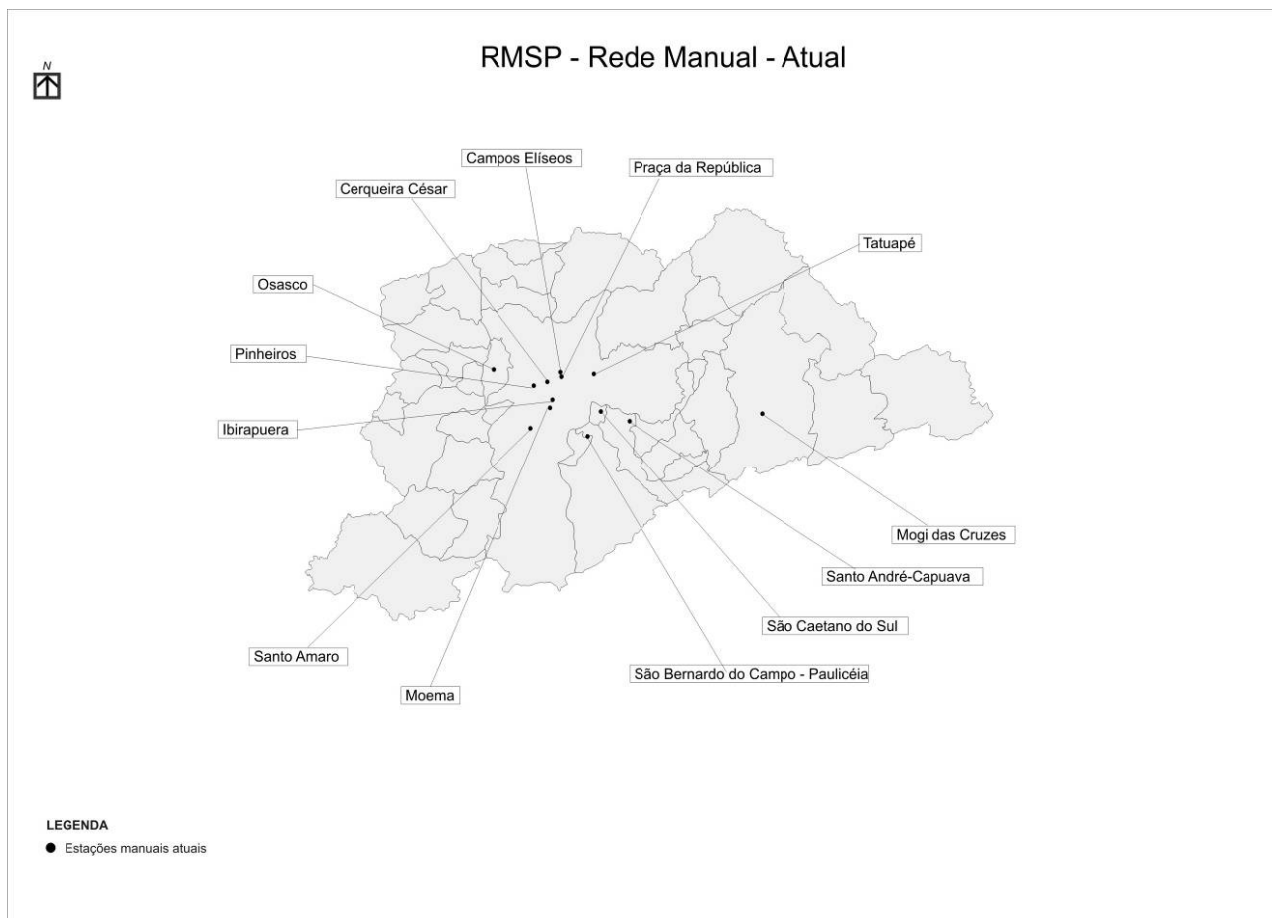 RMSP - Rede Manual - Atual
N
Campos Elíseos
Praça da República
Cerqueira César
Tatuapé
Osasco
Pinheiros
Ibirapuera
Mogi das Cruzes
Santo André-Capuava
São Caetano do Sul
Santo Amaro
São Bernardo do Campo - Paulicéia
Moema
LEGENDA
Estações manuais atuais